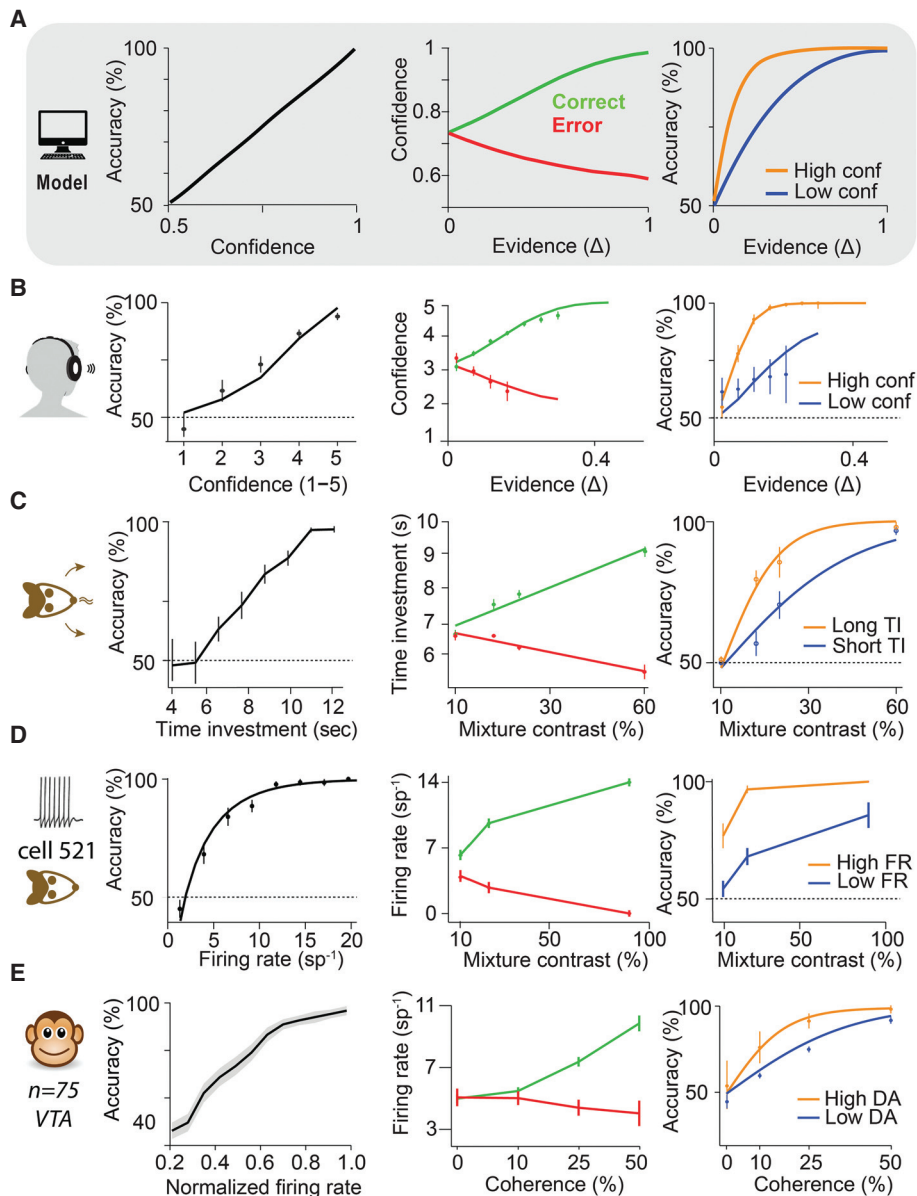 A
Model
Accuracy (%)
100
50
0.5
1
Confidence
Confidence
1
0.8
0.6
Correct
Error
0
1
Evidence (Δ)
Accuracy (%)
100
50
High conf
Low conf
0
1
Evidence (Δ)
B
Accuracy (%)
100
50
1 2 3 4 5
Confidence (1–5)
Confidence
5
4
3
2
1
0 0.4
Evidence (Δ)
Accuracy (%)
100
50
High conf
Low conf
0 0.5
Evidence (Δ)
C
Accuracy (%)
100
50
4 6 8 10 12
Time investment (sec)
Time investment (s)
10
9
8
7
6
10 30 60
Mixture contrast (%)
Accuracy (%)
100
50
Long TI
Short TI
10 30 60
Mixture contrast (%)
D
cell 521
Accuracy (%)
100
50
0 5 10 15 20
Firing rate (sp-1)
Firing rate (sp-1)
14
7
0
10 50 100
Mixture contrast (%)
Accuracy (%)
100
50
High FR
Low FR
10 50 100
Mixture contrast (%)
E
n=75
VTA
Accuracy (%)
100
40
0.2 0.4 0.6 0.8 1.0
Normalized firing rate
Firing rate (sp-1)
11
7
3
0 10 25 50
Coherence (%)
Accuracy (%)
100
50
High DA
Low DA
0 10 25 50
Coherence (%)